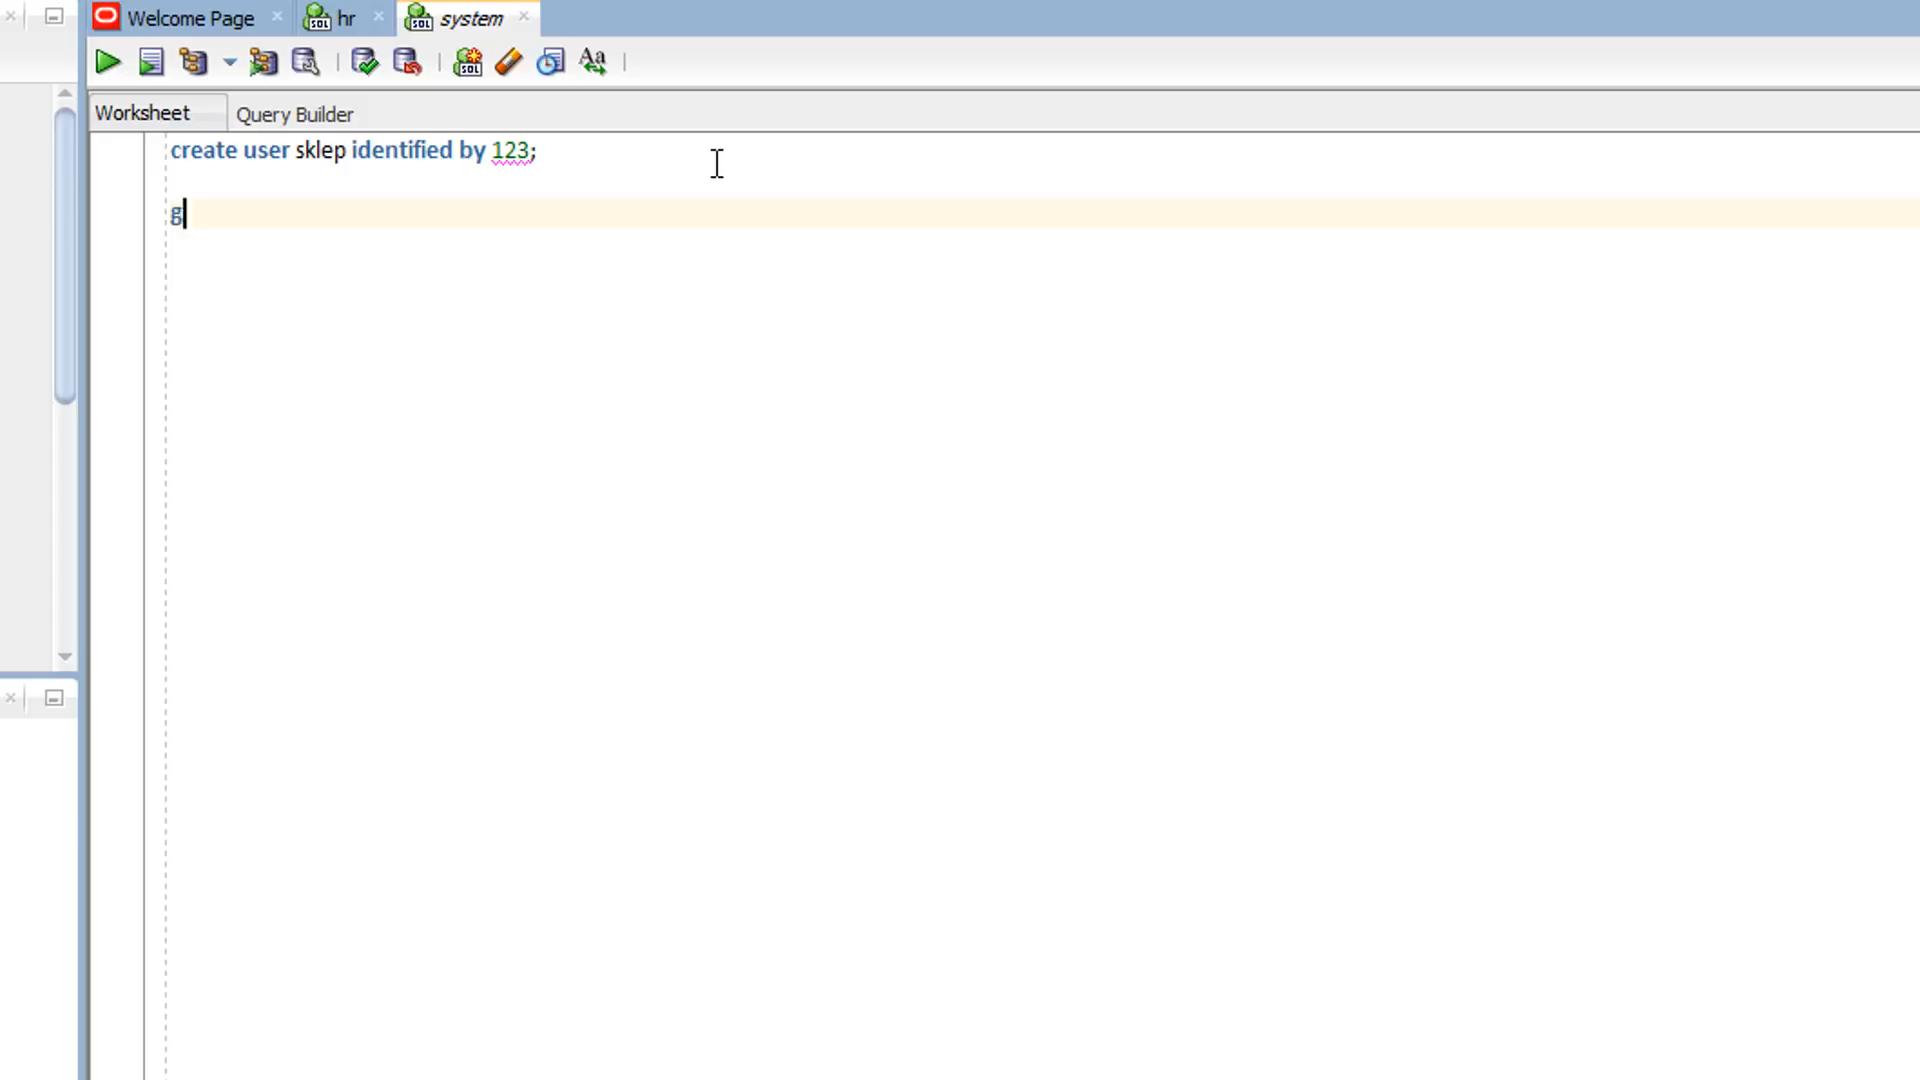 Welcome Page
hr
system
Worksheet
Query Builder
create user sklep identified by 123;
g